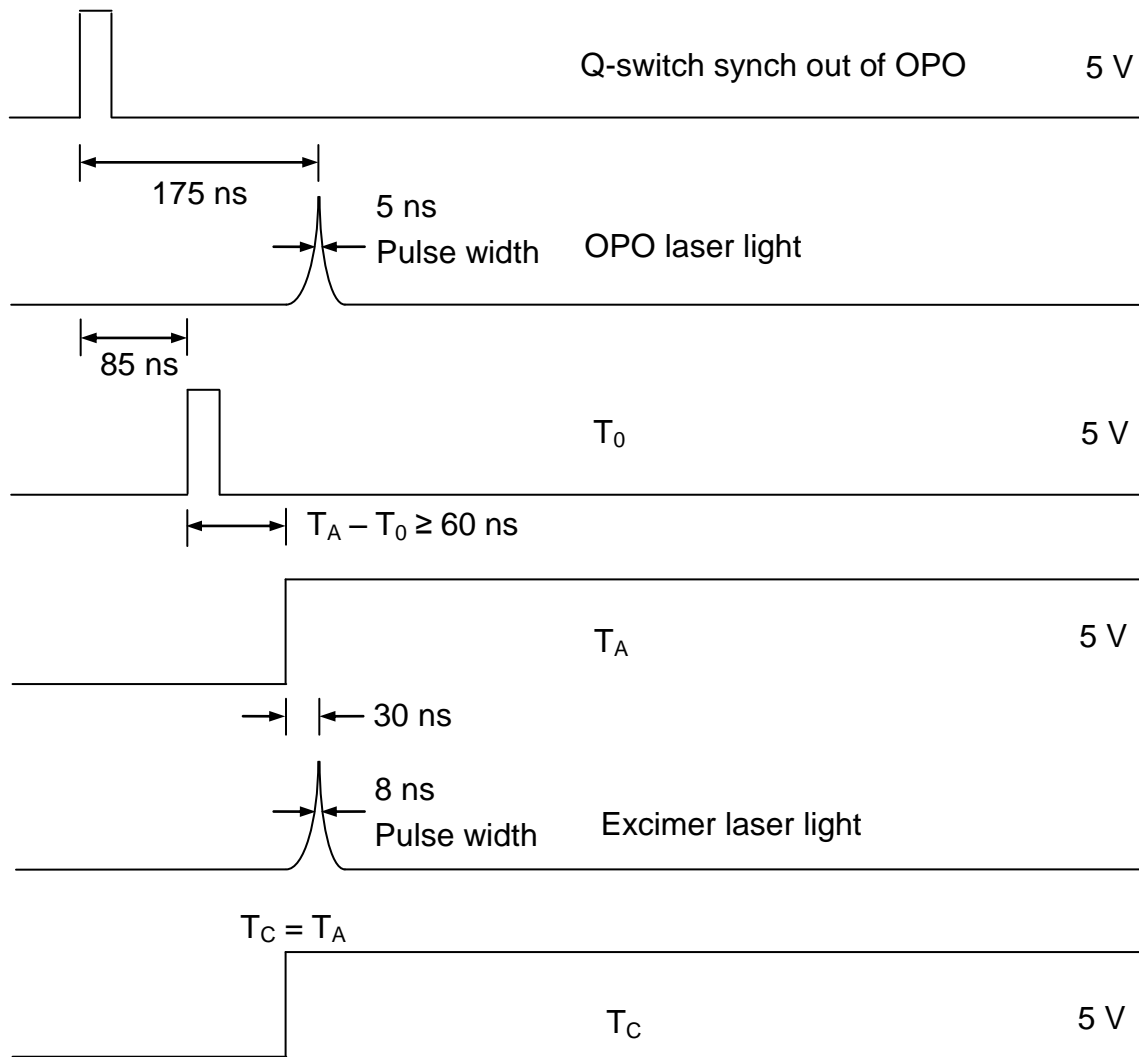 Q-switch synch out of OPO 5 V
175 ns
5 ns
Pulse width OPO laser light
85 ns
T₀ 5 V
T_A – T₀ ≥ 60 ns
T_A 5 V
30 ns
8 ns
Pulse width Excimer laser light
T_C = T_A
T_C 5 V